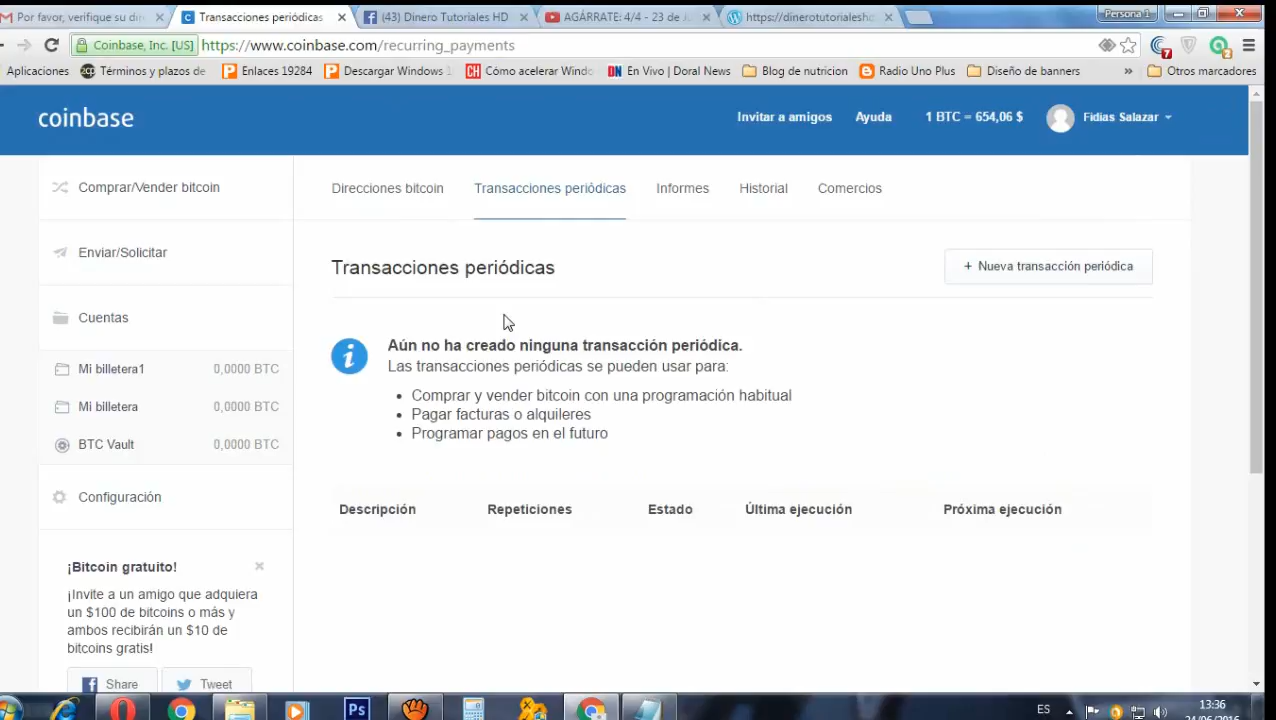 Por favor, verifique su di
Transacciones periódicas
(43) Dinero Tutoriales HD
AGÁRRATE: 4/4 - 23 de J
https://dinerotutorialesh
Persona 1
Coinbase, Inc. [US]
https://www.coinbase.com/recurring_payments
7
2
Aplicaciones
Términos y plazos de
Enlaces 19284
Descargar Windows
Cómo acelerar Windo
En Vivo | Doral News
Blog de nutricion
Radio Uno Plus
Diseño de banners
»
Otros marcadores
coinbase
Invitar a amigos
Ayuda
1 BTC = 654,06 $
Fidias Salazar
Comprar/Vender bitcoin
Direcciones bitcoin
Transacciones periódicas
Informes
Historial
Comercios
Enviar/Solicitar
Transacciones periódicas
+ Nueva transacción periódica
Cuentas
Aún no ha creado ninguna transacción periódica.
Las transacciones periódicas se pueden usar para:
• Comprar y vender bitcoin con una programación habitual
• Pagar facturas o alquileres
• Programar pagos en el futuro
Mi billetera1 0,0000 BTC
Mi billetera 0,0000 BTC
BTC Vault 0,0000 BTC
Configuración
Descripción
Repeticiones
Estado
Última ejecución
Próxima ejecución
¡Bitcoin gratuito!
¡Invite a un amigo que adquiera
un $100 de bitcoins o más y
ambos recibirán un $10 de
bitcoins gratis!
Share
Tweet
Ps
ES
13:36
24/06/2016